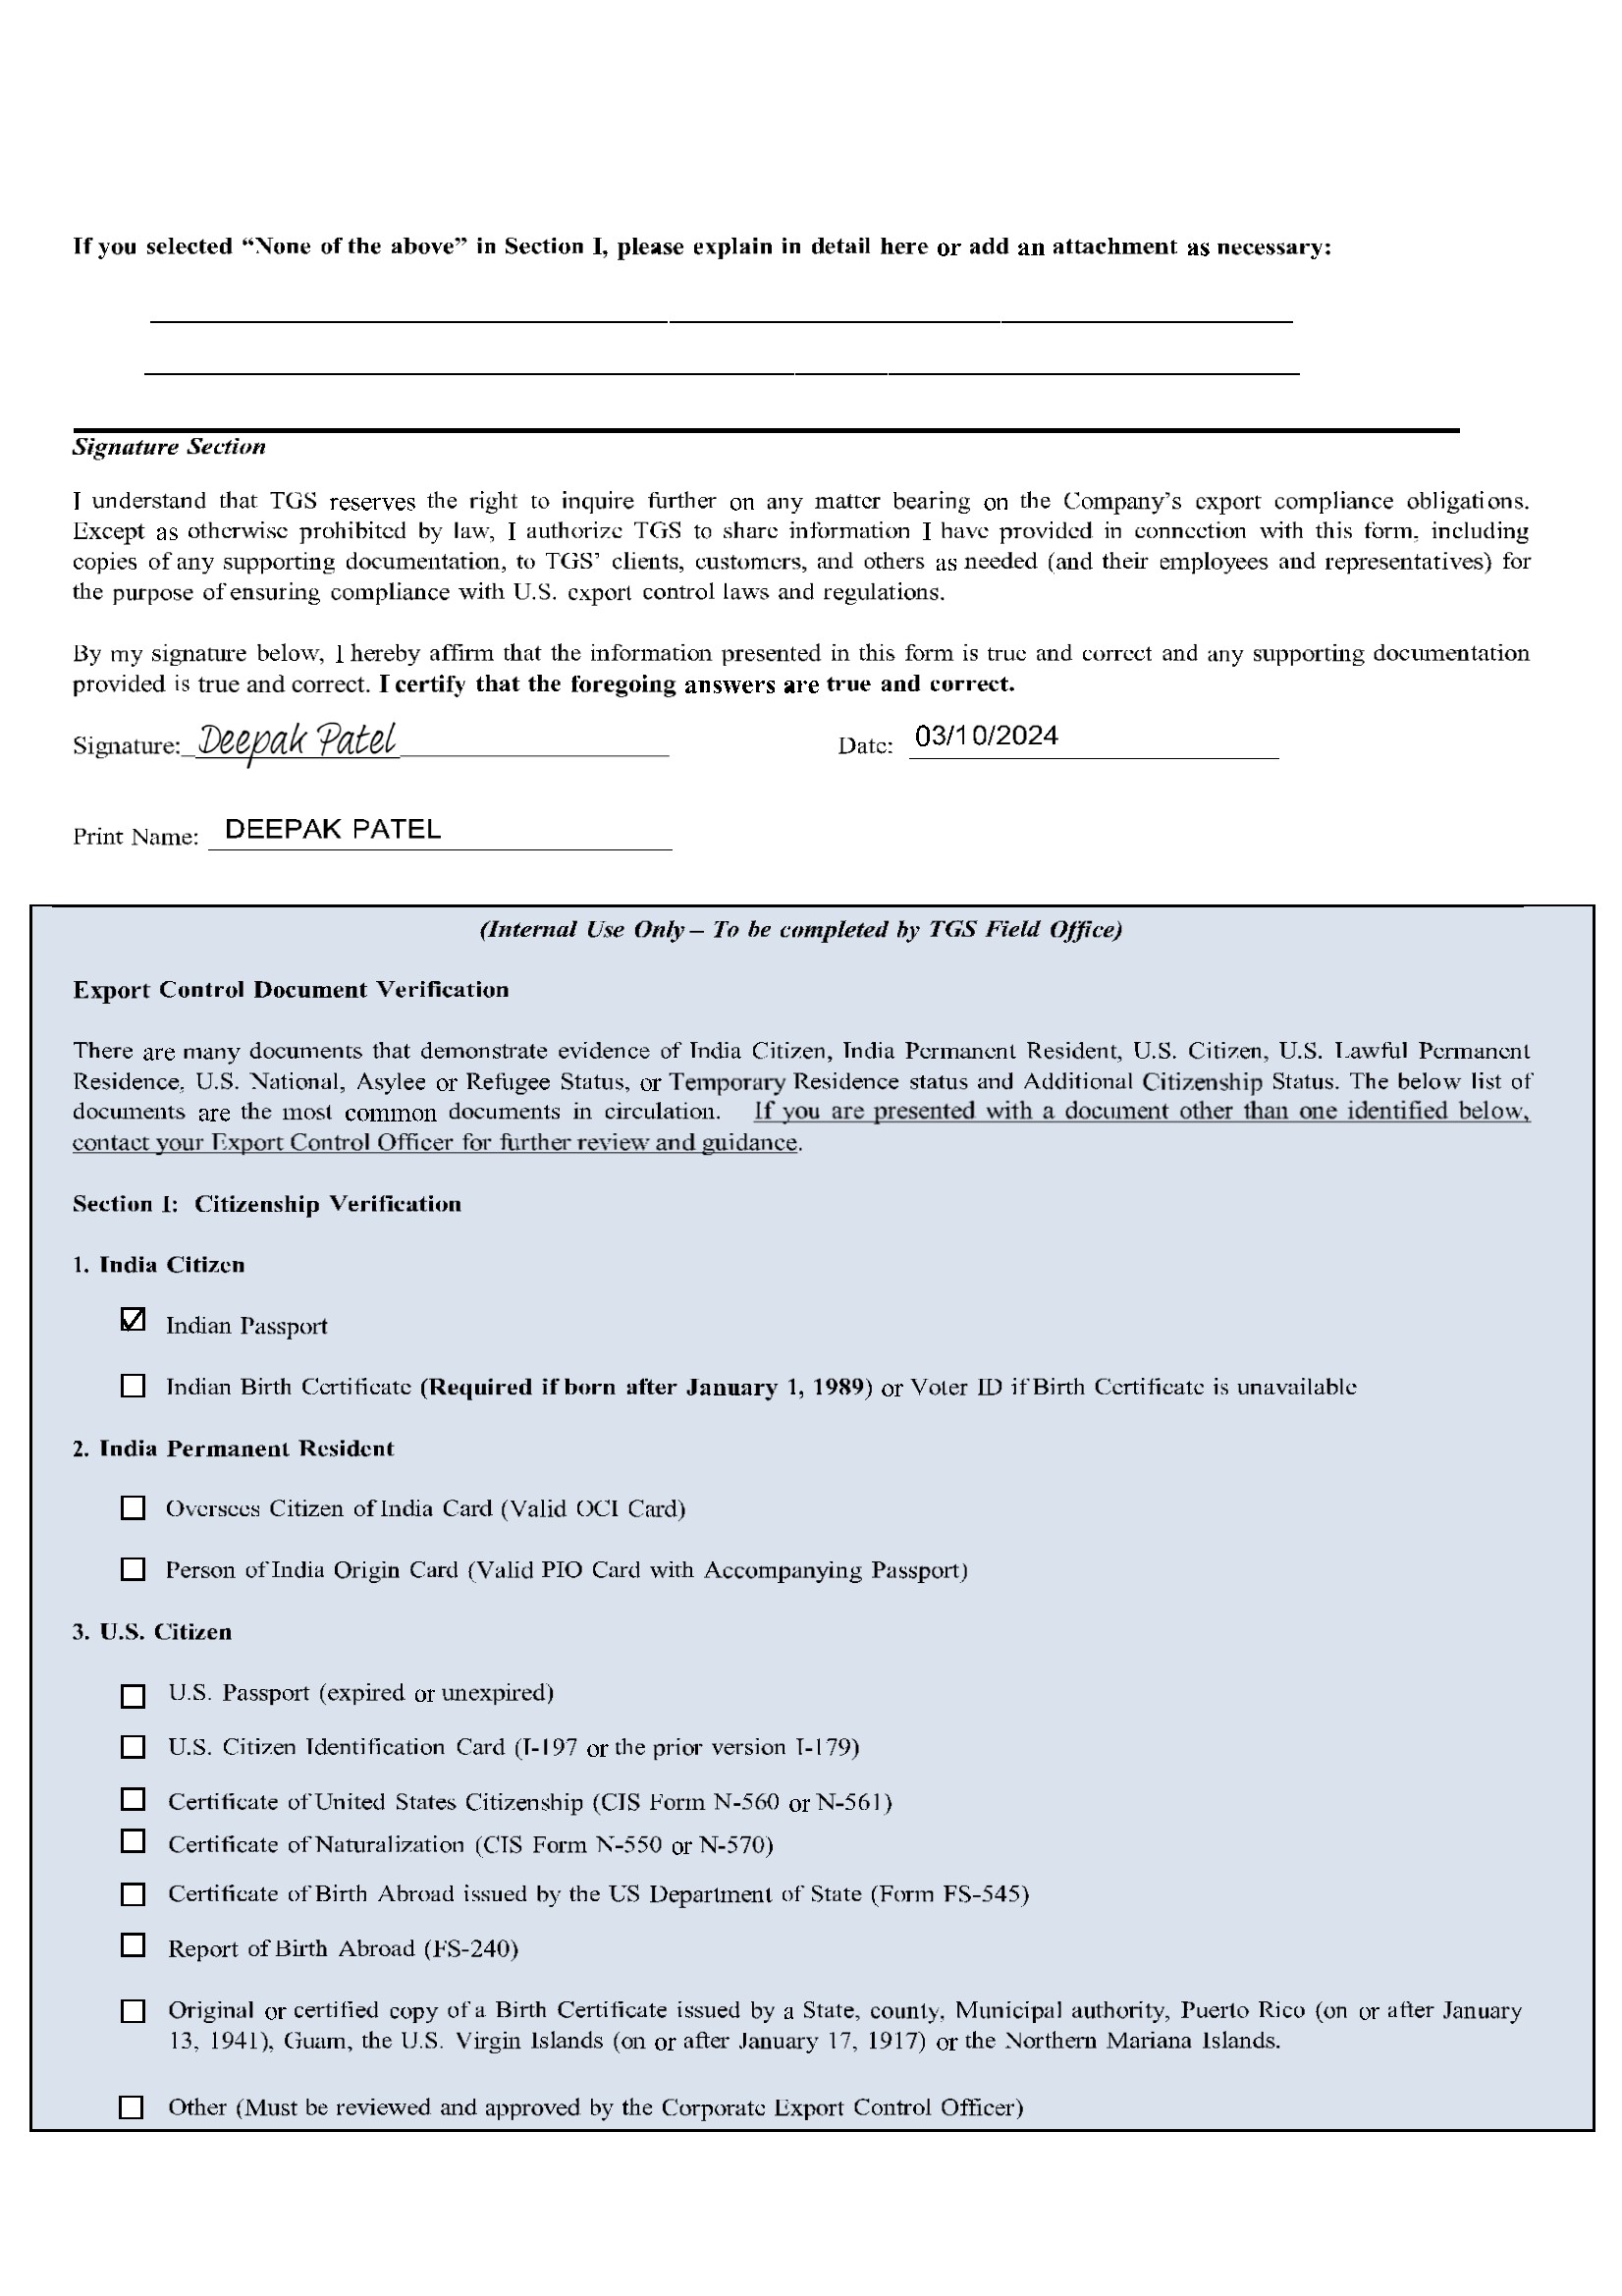 If you selected “None of the above” in Section I, please explain in detail here or add an attachment as necessary:
Signature Section
I understand that TGS reserves the right to inquire further on any matter bearing on the Company’s export compliance obligations.
Except as otherwise prohibited by law, I authorize TGS to share information I have provided in connection with this form, including
copies of any supporting documentation, to TGS’ clients, customers, and others as needed (and their employees and representatives) for
the purpose of ensuring compliance with U.S. export control laws and regulations.
By my signature below, I hereby affirm that the information presented in this form is true and correct and any supporting documentation
provided is true and correct. I certify that the foregoing answers are true and correct.
Signature: Deepak Patel Date: 03/10/2024
Print Name: DEEPAK PATEL
(Internal Use Only – To be completed by TGS Field Office)
Export Control Document Verification
There are many documents that demonstrate evidence of India Citizen, India Permanent Resident, U.S. Citizen, U.S. Lawful Permanent
Residence, U.S. National, Asylee or Refugee Status, or Temporary Residence status and Additional Citizenship Status. The below list of
documents are the most common documents in circulation. If you are presented with a document other than one identified below,
contact your Export Control Officer for further review and guidance.
Section I: Citizenship Verification
1. India Citizen
Indian Passport
Indian Birth Certificate (Required if born after January 1, 1989) or Voter ID if Birth Certificate is unavailable
2. India Permanent Resident
Oversees Citizen of India Card (Valid OCI Card)
Person of India Origin Card (Valid PIO Card with Accompanying Passport)
3. U.S. Citizen
U.S. Passport (expired or unexpired)
U.S. Citizen Identification Card (I-197 or the prior version I-179)
Certificate of United States Citizenship (CIS Form N-560 or N-561)
Certificate of Naturalization (CIS Form N-550 or N-570)
Certificate of Birth Abroad issued by the US Department of State (Form FS-545)
Report of Birth Abroad (FS-240)
Original or certified copy of a Birth Certificate issued by a State, county, Municipal authority, Puerto Rico (on or after January
13, 1941), Guam, the U.S. Virgin Islands (on or after January 17, 1917) or the Northern Mariana Islands.
Other (Must be reviewed and approved by the Corporate Export Control Officer)